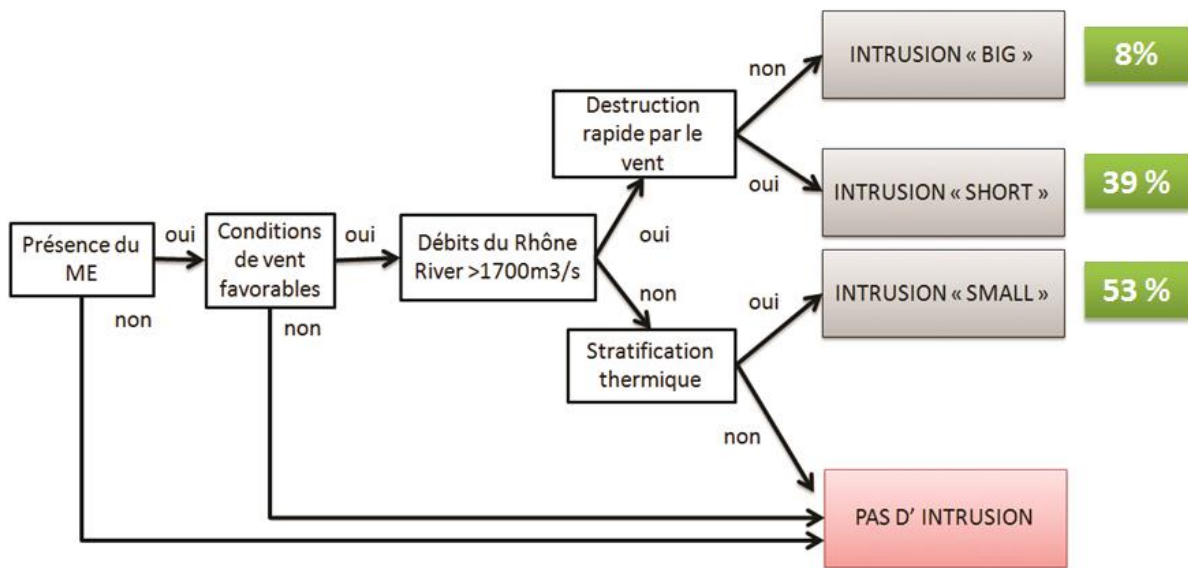 Présence du
ME
oui
non
Conditions
de vent
favorables
oui
non
Débits du Rhône
River >1700m3/s
oui
non
Destruction
rapide par le
vent
non
oui
Stratification
thermique
oui
non
INTRUSION « BIG »
8%
INTRUSION « SHORT »
39 %
INTRUSION « SMALL »
53 %
PAS D’ INTRUSION